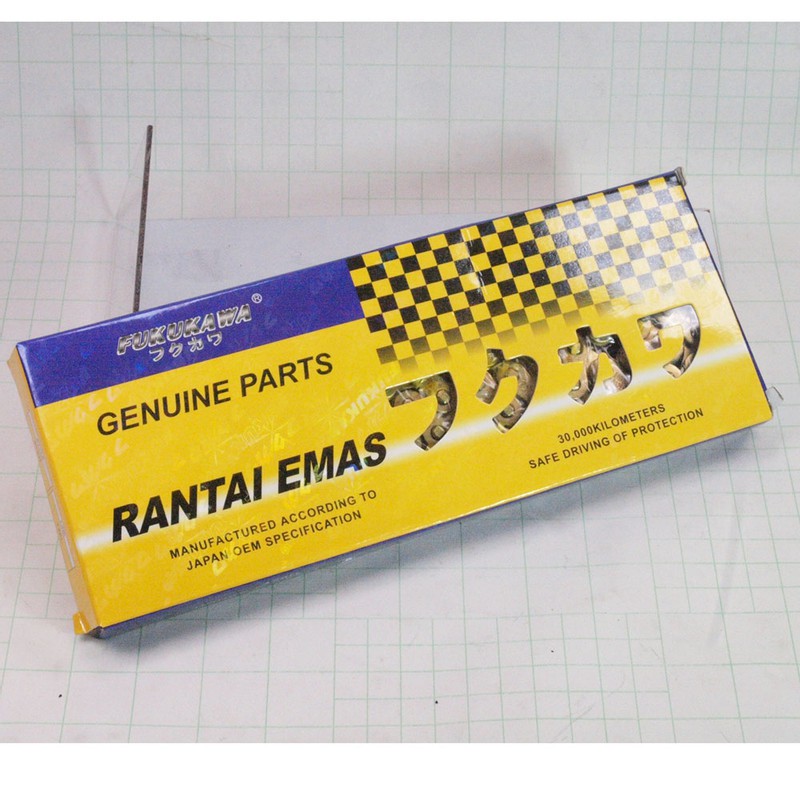 FUKUKAWA®
フクカワ
GENUINE PARTS
RANTAI EMAS
MANUFACTURED ACCORDING TO
JAPAN OEM SPECIFICATION
フクカワ
30,000KILOMETERS
SAFE DRIVING OF PROTECTION